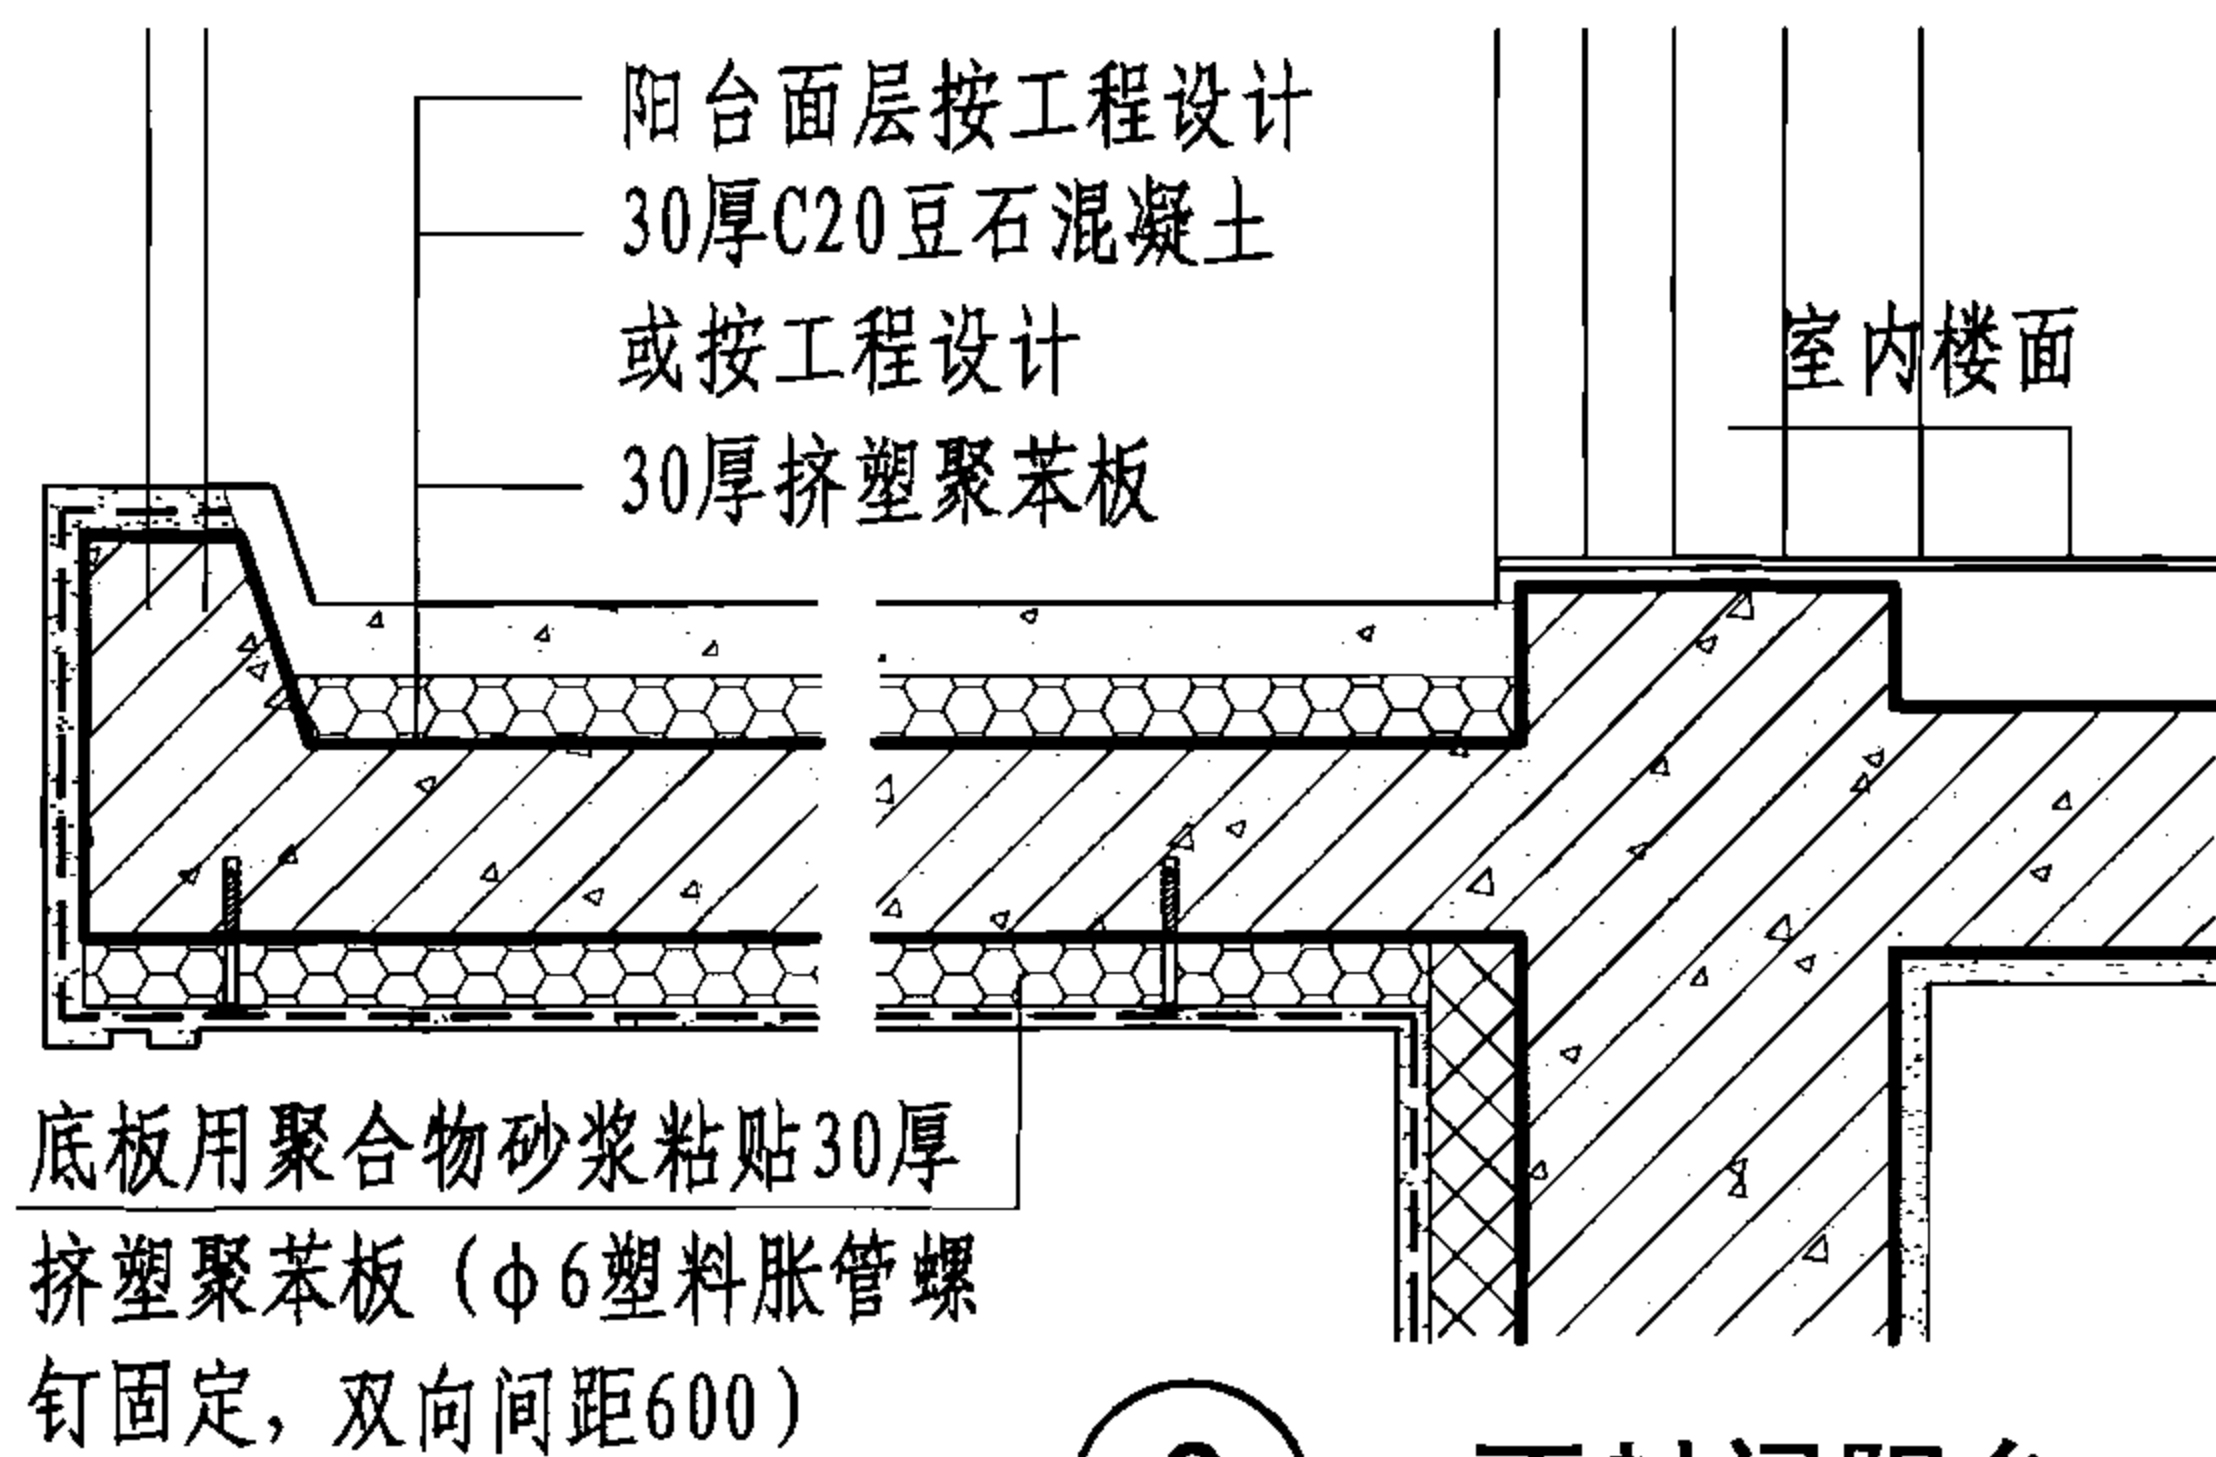 阳台面层按工程设计
30厚C20豆石混凝土
或按工程设计
室内楼面
30厚挤塑聚苯板
底板用聚合物砂浆粘贴30厚
挤塑聚苯板（ф6塑料胀管螺
钉固定，双向间距600）